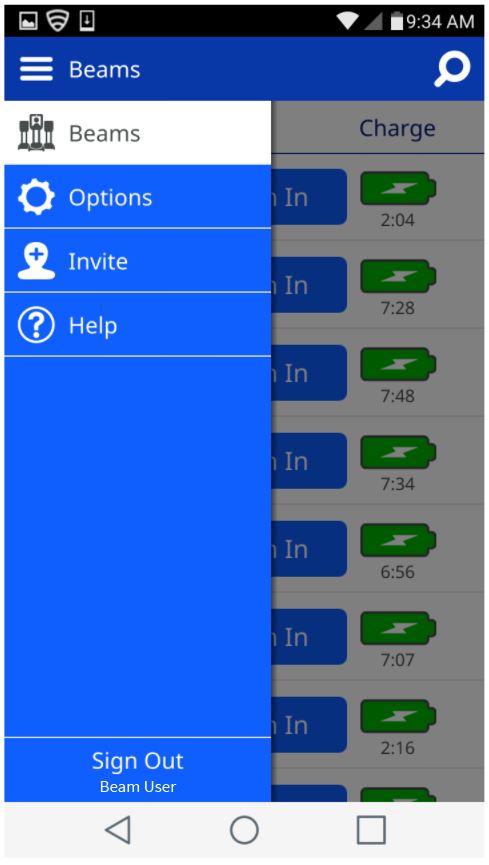 9:34 AM
Beams
Charge
Beams
Options
Invite
Help
In
2:04
In
7:28
In
7:48
In
7:34
In
6:56
In
7:07
In
2:16
Sign Out
Beam User